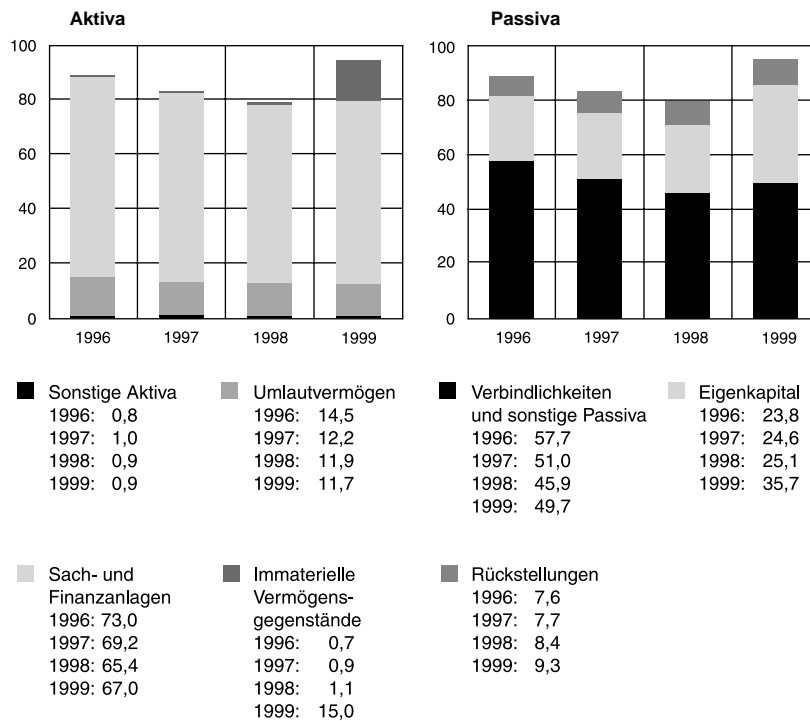 Aktiva
100
80
60
40
20
0
1996 1997 1998 1999
Passiva
100
80
60
40
20
0
1996 1997 1998 1999
Sonstige Aktiva
1996: 0,8
1997: 1,0
1998: 0,9
1999: 0,9
Umlautvermögen
1996: 14,5
1997: 12,2
1998: 11,9
1999: 11,7
Verbindlichkeiten
und sonstige Passiva
1996: 57,7
1997: 51,0
1998: 45,9
1999: 49,7
Eigenkapital
1996: 23,8
1997: 24,6
1998: 25,1
1999: 35,7
Sach- und
Finanzanlagen
1996: 73,0
1997: 69,2
1998: 65,4
1999: 67,0
Immaterielle
Vermögens-
gegenstände
1996: 0,7
1997: 0,9
1998: 1,1
1999: 15,0
Rückstellungen
1996: 7,6
1997: 7,7
1998: 8,4
1999: 9,3